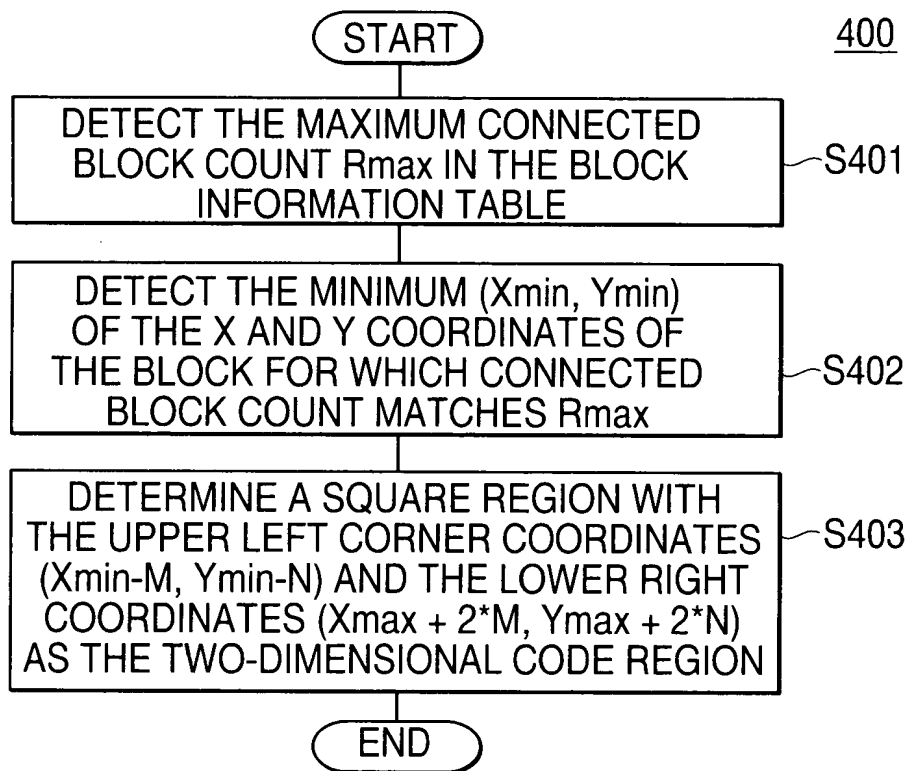 START
400
DETECT THE MAXIMUM CONNECTED
BLOCK COUNT Rmax IN THE BLOCK
INFORMATION TABLE
S401
DETECT THE MINIMUM (Xmin, Ymin)
OF THE X AND Y COORDINATES OF
THE BLOCK FOR WHICH CONNECTED
BLOCK COUNT MATCHES Rmax
S402
DETERMINE A SQUARE REGION WITH
THE UPPER LEFT CORNER COORDINATES
(Xmin-M, Ymin-N) AND THE LOWER RIGHT
COORDINATES (Xmax + 2*M, Ymax + 2*N)
AS THE TWO-DIMENSIONAL CODE REGION
S403
END